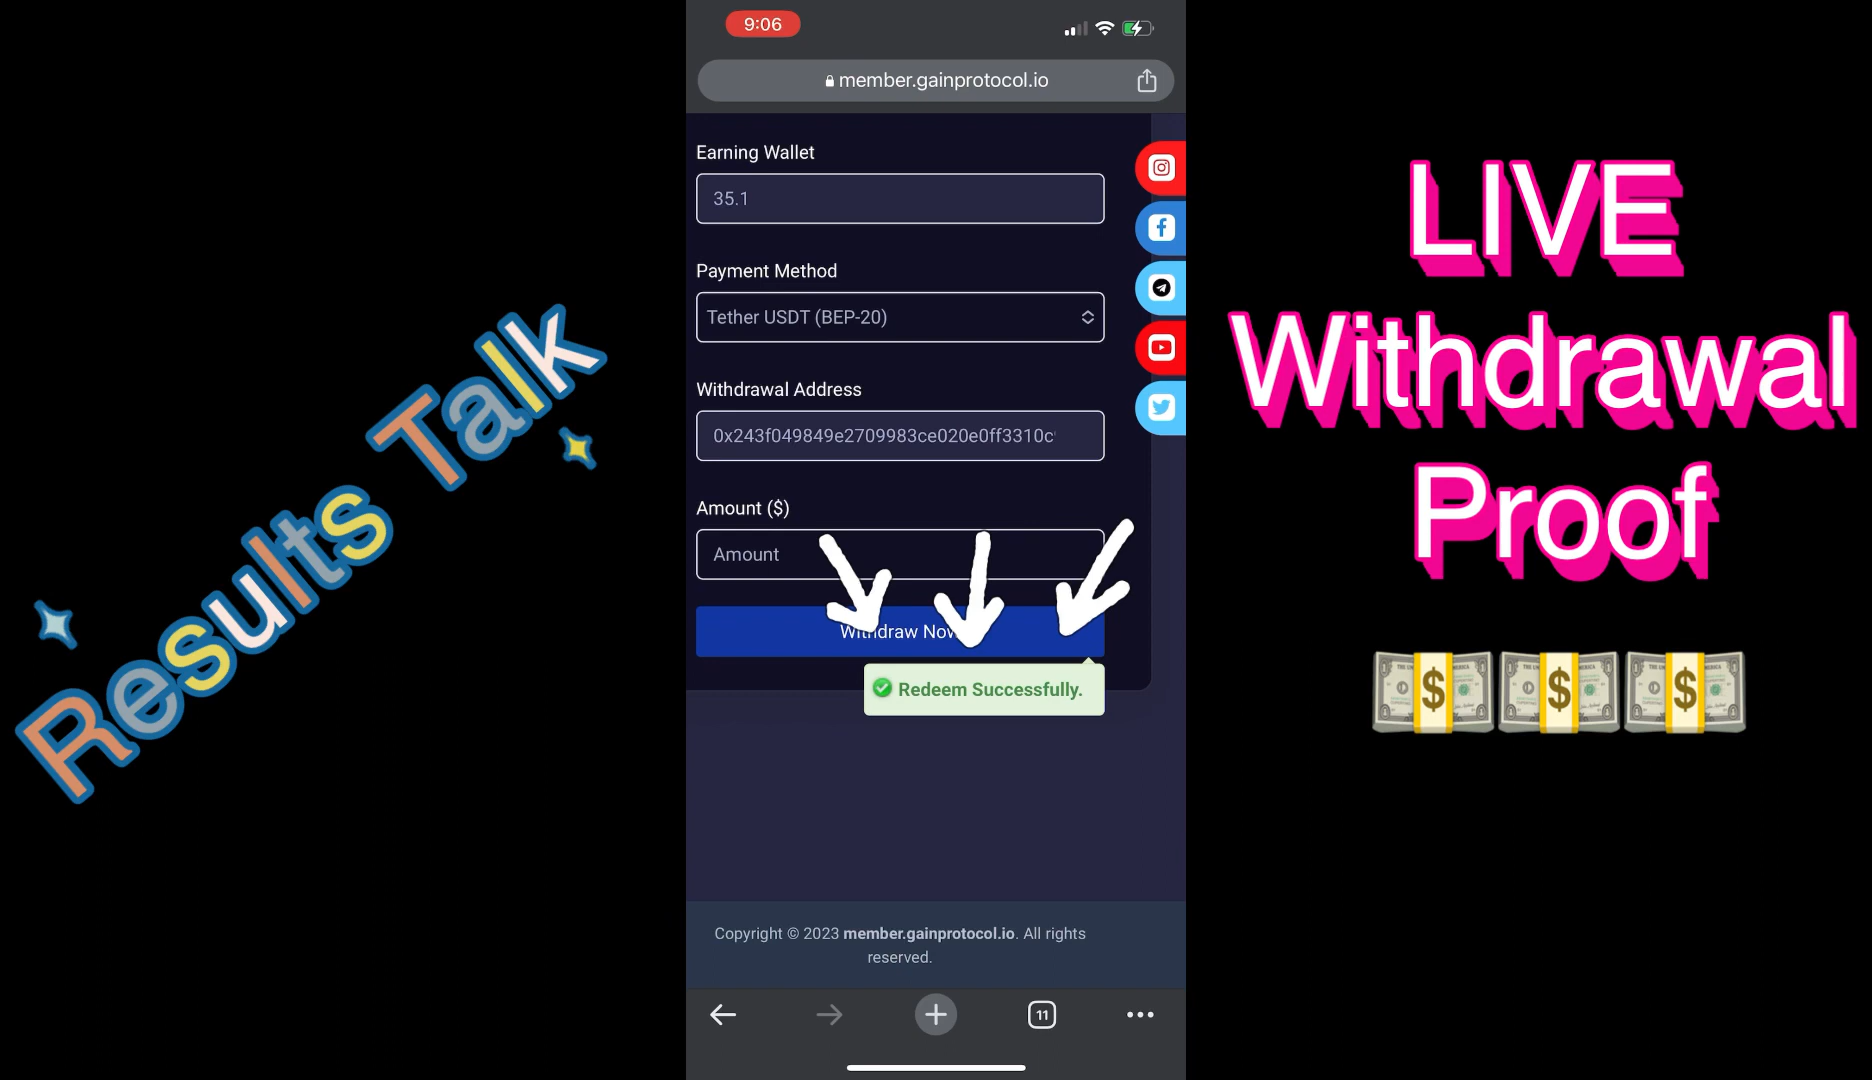 9:06
member.gainprotocol.io
Earning Wallet
35.1
Payment Method
Tether USDT (BEP-20)
Withdrawal Address
0x243f049849e2709983ce020e0ff3310c
Amount ($)
Amount
Withdraw Now
Redeem Successfully.
Copyright © 2023 member.gainprotocol.io. All rights
reserved.
11
Results Talk
LIVE
Withdrawal
Proof